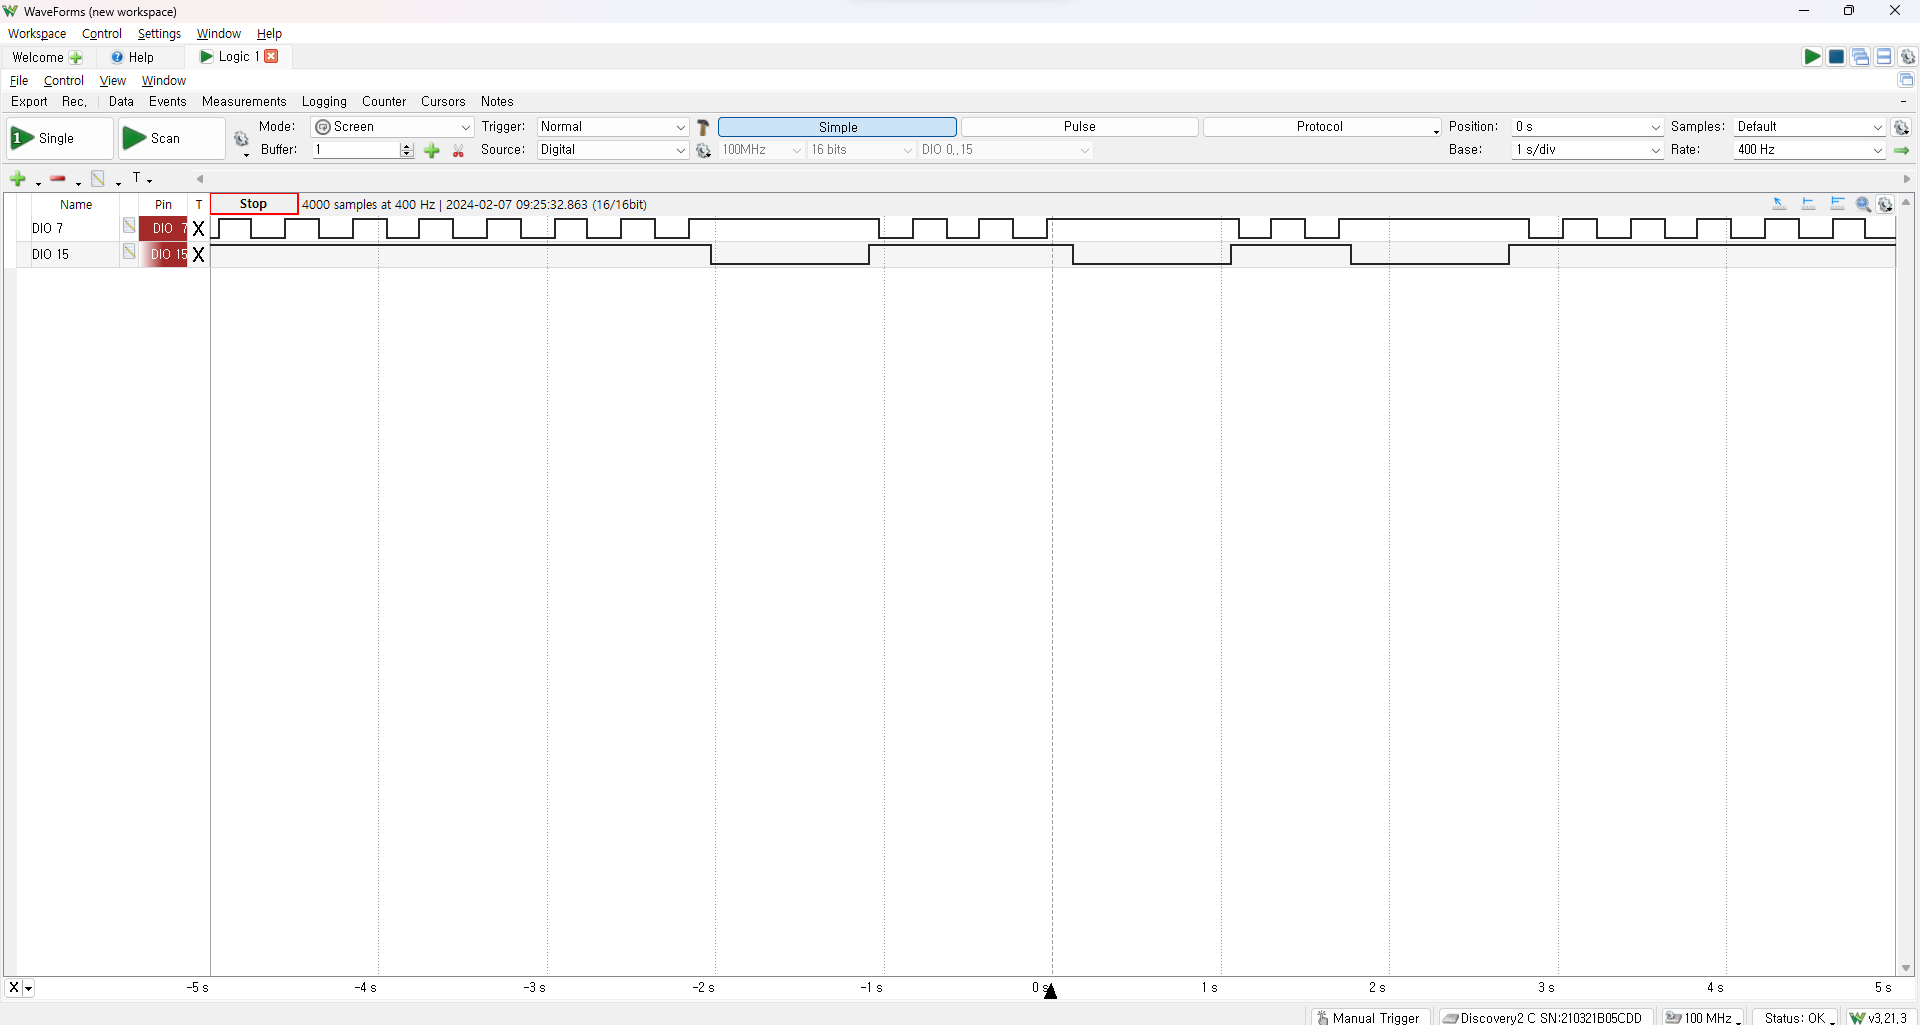 WaveForms (new workspace)
Workspace Control Settings Window Help
Welcome Help Logic 1
File Control View Window
Export Rec. Data Events Measurements Logging Counter Cursors Notes
1 Single Scan Mode: Screen Trigger: Normal Simple Pulse Protocol Position: 0 s Samples: Default
Buffer: 1 Source: Digital 100MHz 16 bits DIO 0..15 Base: 1 s/div Rate: 400 Hz
T
Name Pin T Stop 4000 samples at 400 Hz | 2024-02-07 09:25:32.863 (16/16bit)
DIO 7 DIO 7 X
DIO 15 DIO 15 X
X -5 s -4 s -3 s -2 s -1 s 0 s 1 s 2 s 3 s 4 s 5 s
Manual Trigger Discovery2 C SN:210321B05CDD 100 MHz Status: OK v3.21.3